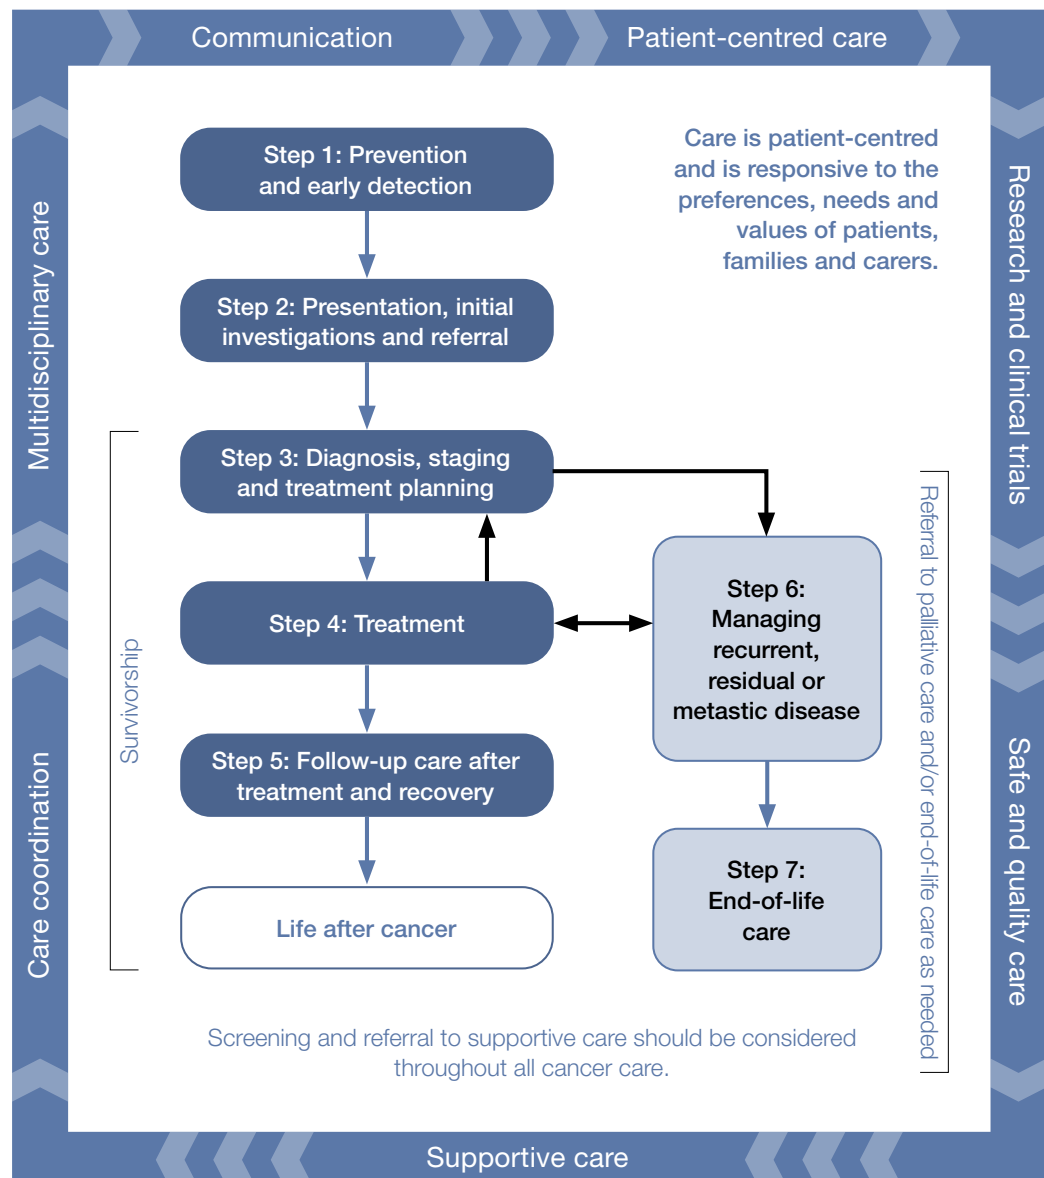 Communication
Patient-centred care
Multidisciplinary care
Care coordination
Research and clinical trials
Safe and quality care
Care is patient-centred
and is responsive to the
preferences, needs and
values of patients,
families and carers.
Step 1: Prevention
and early detection
Step 2: Presentation, initial
investigations and referral
Step 3: Diagnosis, staging
and treatment planning
Step 4: Treatment
Step 5: Follow-up care after
treatment and recovery
Life after cancer
Survivorship
Step 6:
Managing
recurrent,
residual or
metastic disease
Step 7:
End-of-life
care
Referral to palliative care and/or end-of-life care as needed
Screening and referral to supportive care should be considered
throughout all cancer care.
Supportive care